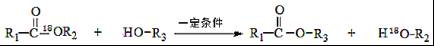 R₁—C(=O)—¹⁸OR₂ + HO—R₃ 一定条件 → R₁—C(=O)—O—R₃ + H¹⁸O—R₂